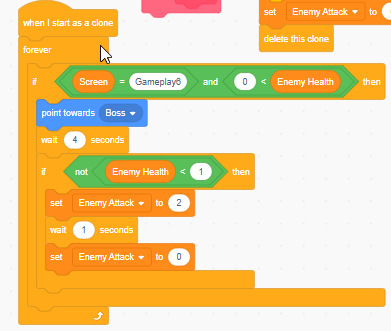 set Enemy Attack to
delete this clone
when I start as a clone
forever
if Screen = Gameplay6 and 0 < Enemy Health then
point towards Boss
wait 4 seconds
if not Enemy Health < 1 then
set Enemy Attack to 2
wait 1 seconds
set Enemy Attack to 0